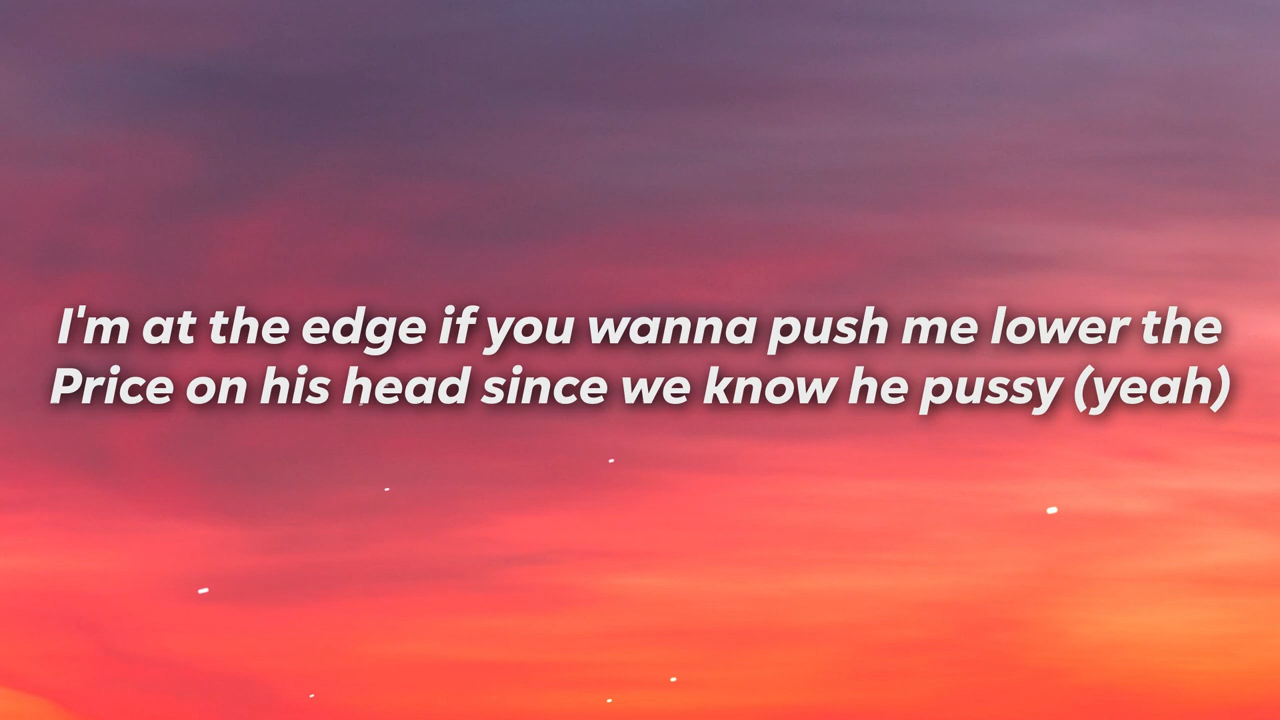 I'm at the edge if you wanna push me lower the
Price on his head since we know he pussy (yeah)